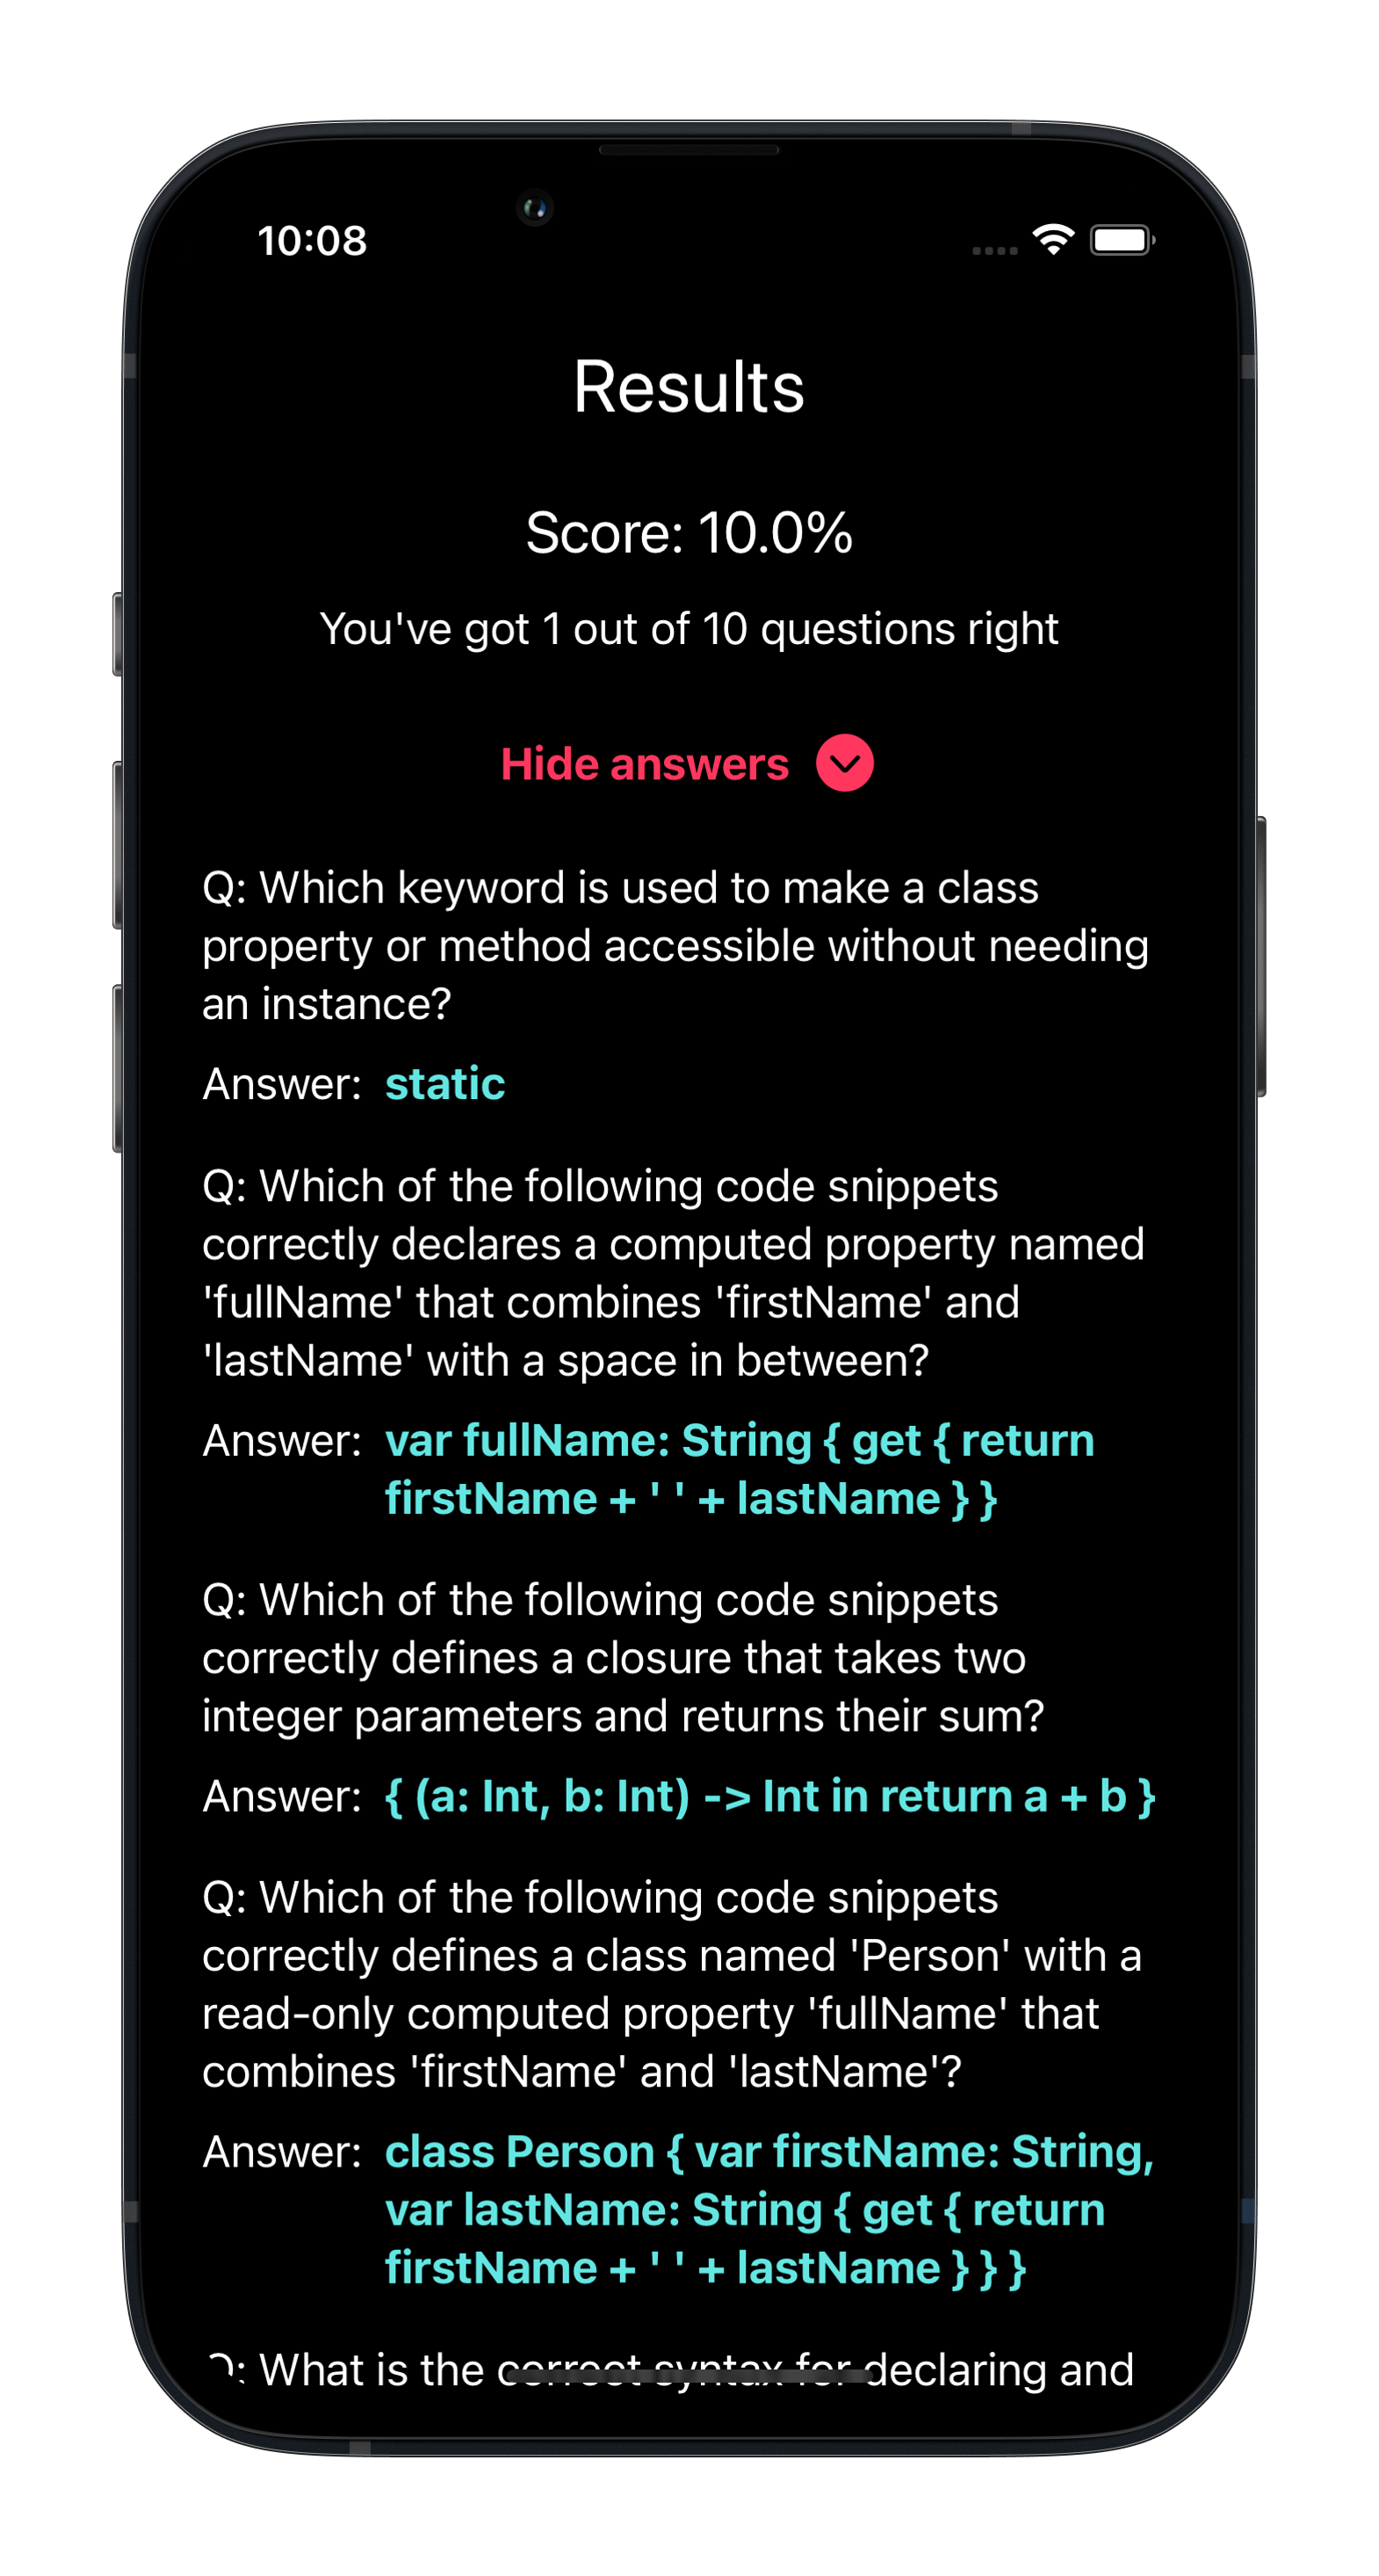 10:08
Results
Score: 10.0%
You've got 1 out of 10 questions right
Hide answers
Q: Which keyword is used to make a class
property or method accessible without needing
an instance?
Answer: static
Q: Which of the following code snippets
correctly declares a computed property named
'fullName' that combines 'firstName' and
'lastName' with a space in between?
Answer: var fullName: String { get { return
firstName + ' ' + lastName } }
Q: Which of the following code snippets
correctly defines a closure that takes two
integer parameters and returns their sum?
Answer: { (a: Int, b: Int) -> Int in return a + b }
Q: Which of the following code snippets
correctly defines a class named 'Person' with a
read-only computed property 'fullName' that
combines 'firstName' and 'lastName'?
Answer: class Person { var firstName: String,
var lastName: String { get { return
firstName + ' ' + lastName } } }
Q: What is the correct syntax for declaring and